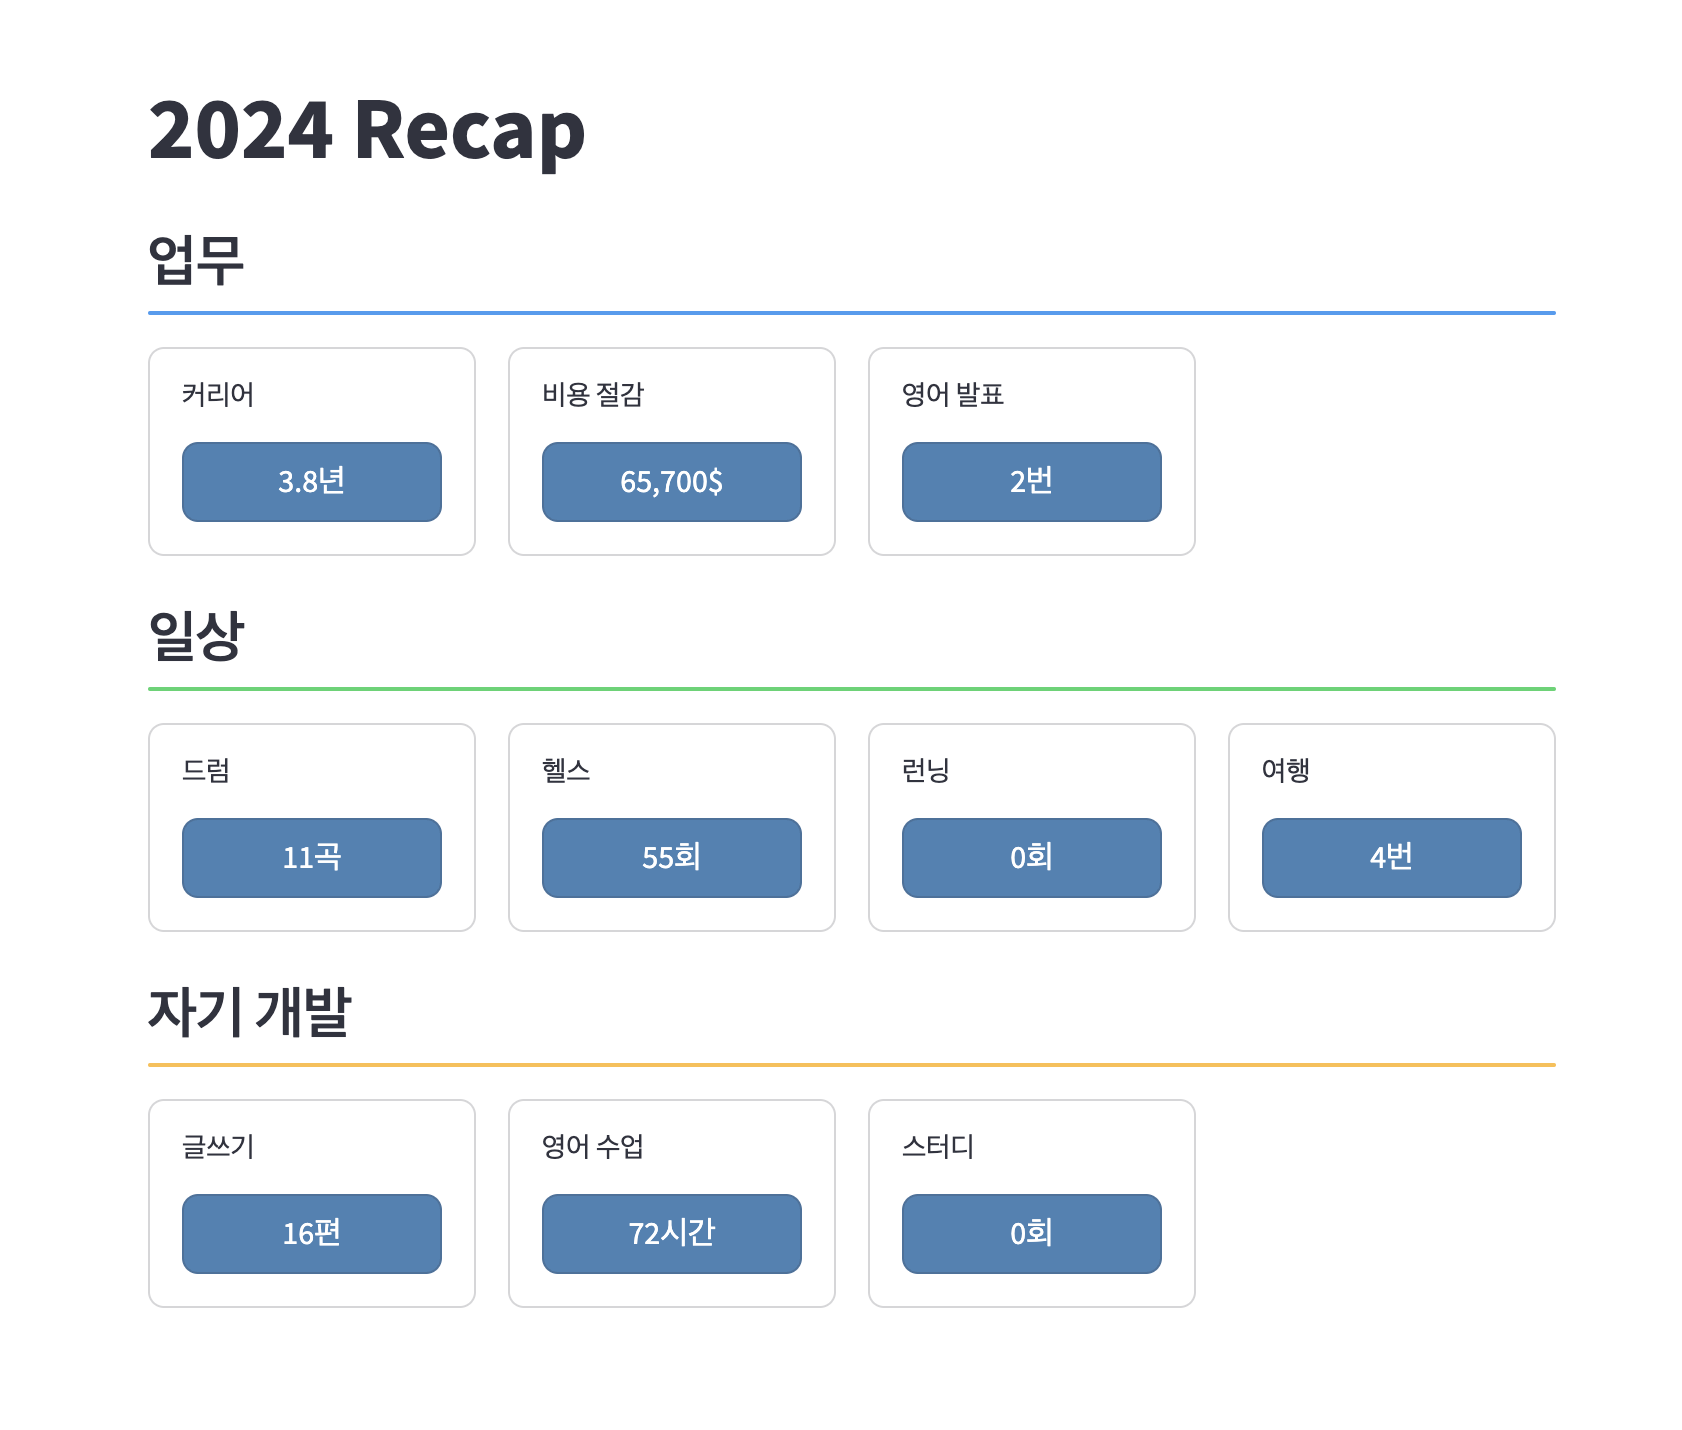 2024 Recap
업무
커리어
비용 절감
영어 발표
3.8년
65,700$
2번
일상
드럼
헬스
런닝
여행
11곡
55회
0회
4번
자기 개발
글쓰기
영어 수업
스터디
16편
72시간
0회